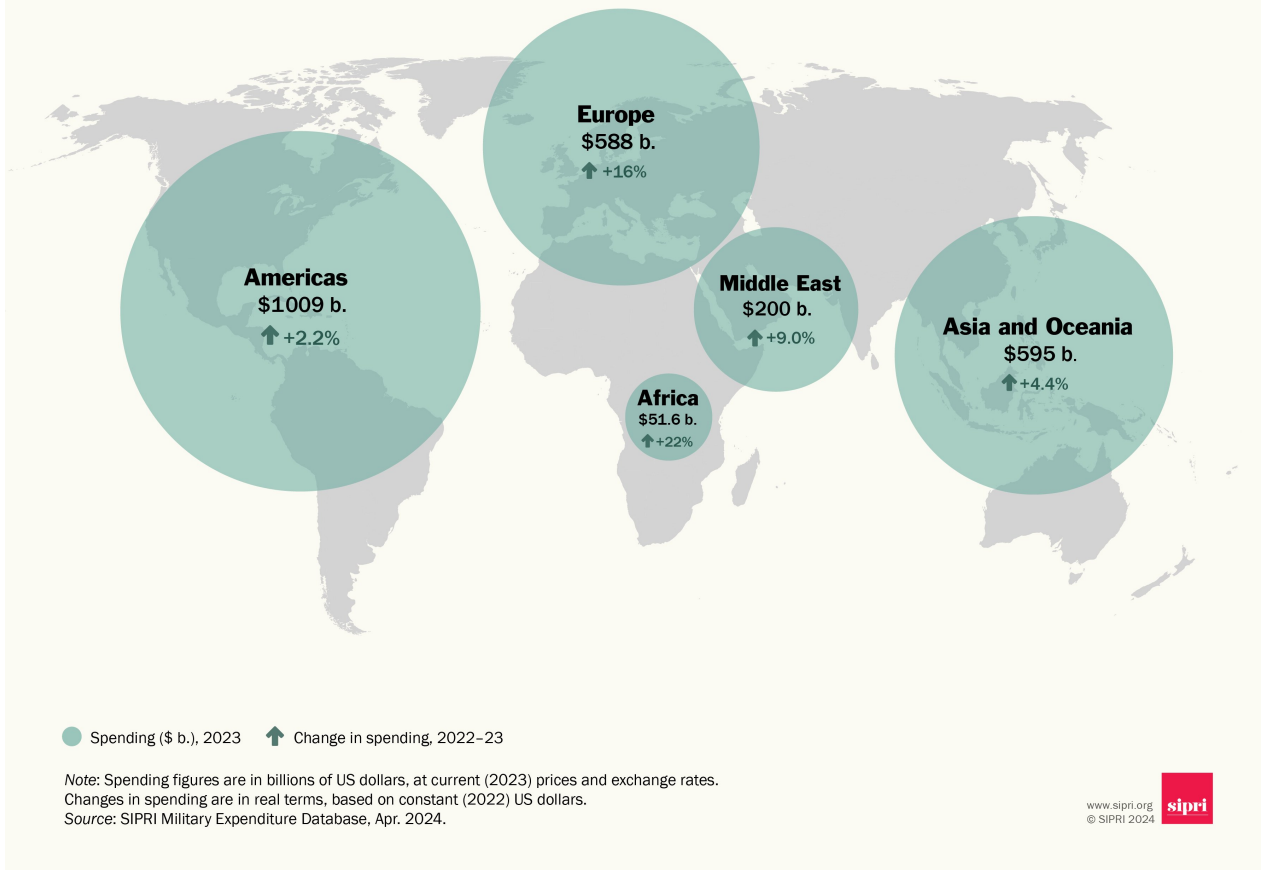 Europe
$588 b.
+16%
Americas
$1009 b.
+2.2%
Middle East
$200 b.
+9.0%
Asia and Oceania
$595 b.
+4.4%
Africa
$51.6 b.
+22%
Spending ($ b.), 2023
Change in spending, 2022–23
Note: Spending figures are in billions of US dollars, at current (2023) prices and exchange rates.
Changes in spending are in real terms, based on constant (2022) US dollars.
Source: SIPRI Military Expenditure Database, Apr. 2024.
www.sipri.org
© SIPRI 2024
sipri